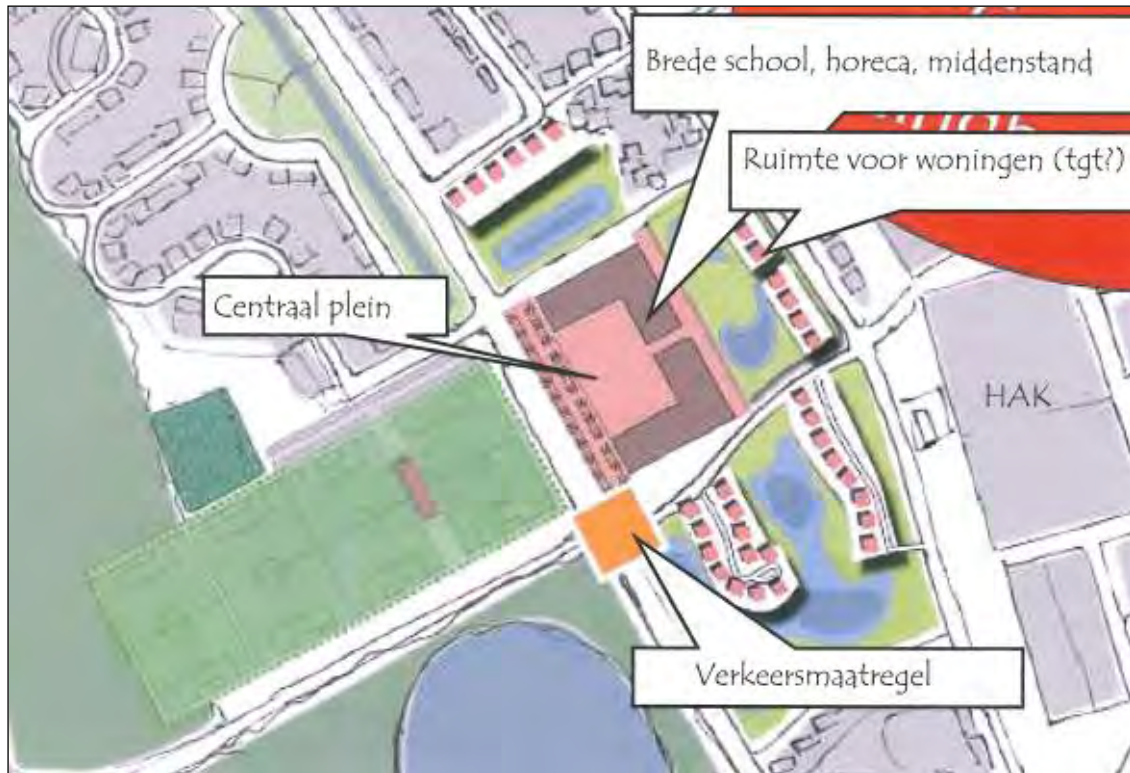 Brede school, horeca, middenstand
Ruimte voor woningen (tgt?)
Centraal plein
HAK
Verkeersmaatregel